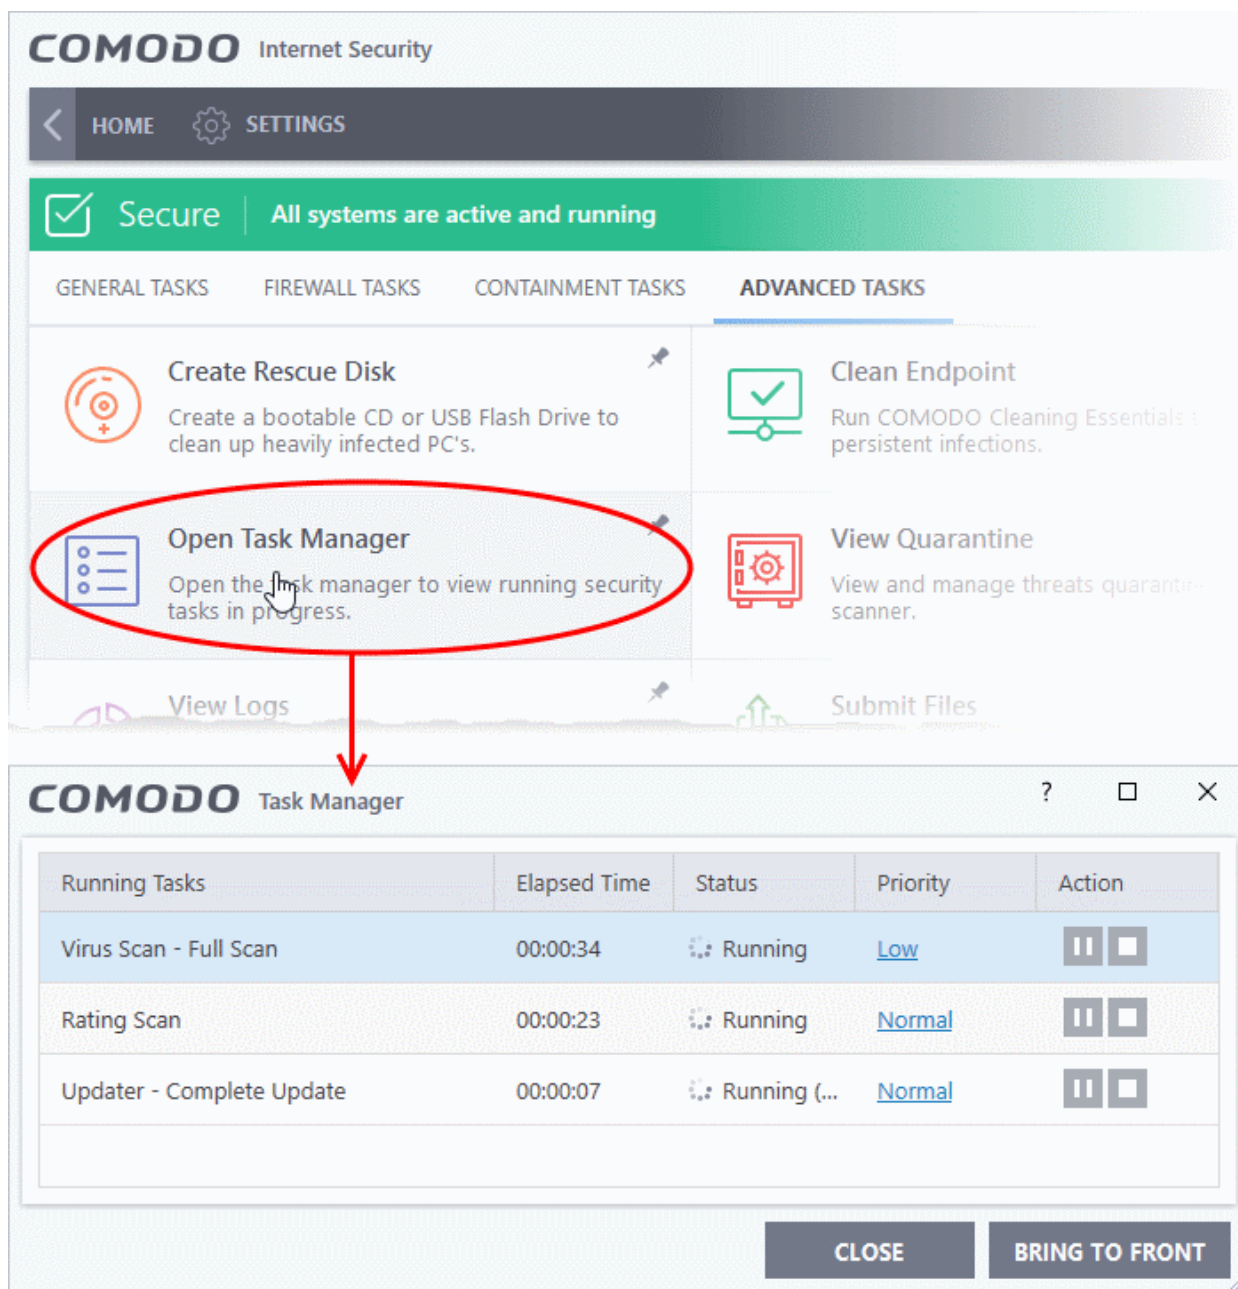 COMODO Internet Security
HOME SETTINGS
Secure All systems are active and running
GENERAL TASKS FIREWALL TASKS CONTAINMENT TASKS ADVANCED TASKS
Create Rescue Disk
Create a bootable CD or USB Flash Drive to
clean up heavily infected PC's.
Clean Endpoint
Run COMODO Cleaning Essentials
persistent infections.
Open Task Manager
Open the task manager to view running security
tasks in progress.
View Quarantine
View and manage threats
scanner.
View Logs
Submit Files
COMODO Task Manager ?
Running Tasks Elapsed Time Status Priority Action
Virus Scan - Full Scan 00:00:34 Running Low
Rating Scan 00:00:23 Running Normal
Updater - Complete Update 00:00:07 Running (... Normal
CLOSE BRING TO FRONT